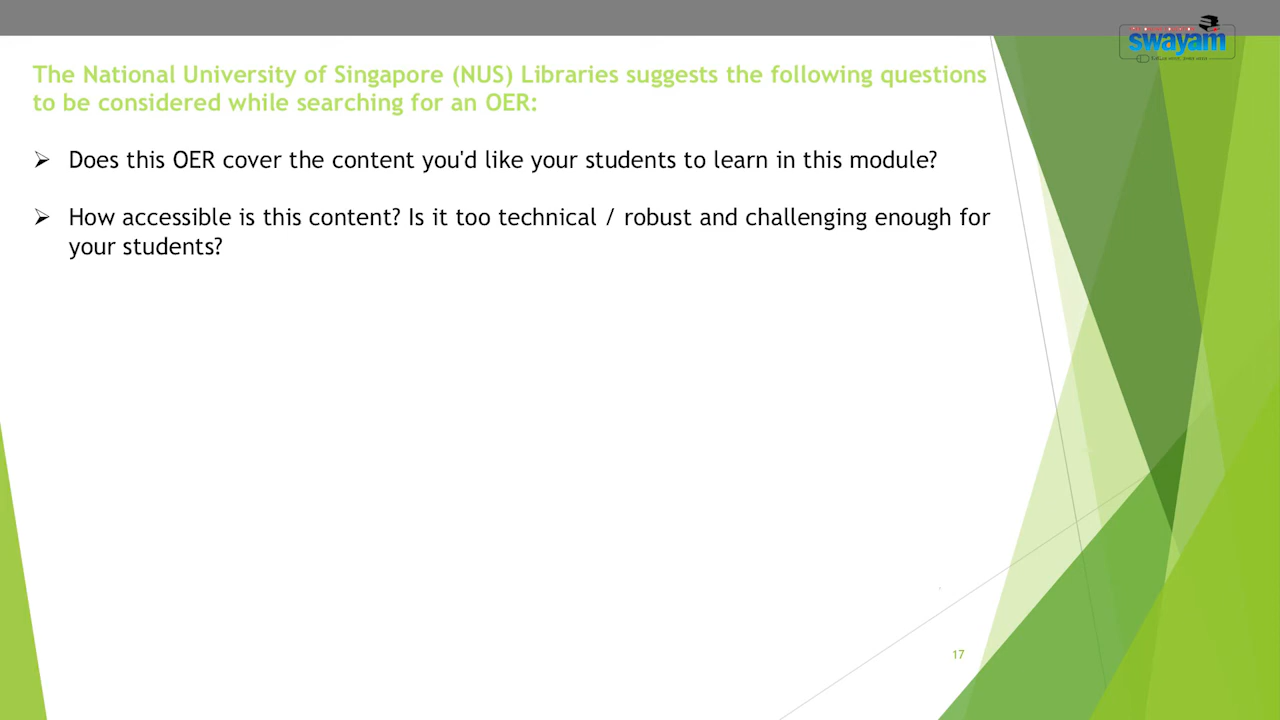 swayam
The National University of Singapore (NUS) Libraries suggests the following questions
to be considered while searching for an OER:
➢ Does this OER cover the content you'd like your students to learn in this module?
➢ How accessible is this content? Is it too technical / robust and challenging enough for
your students?
17